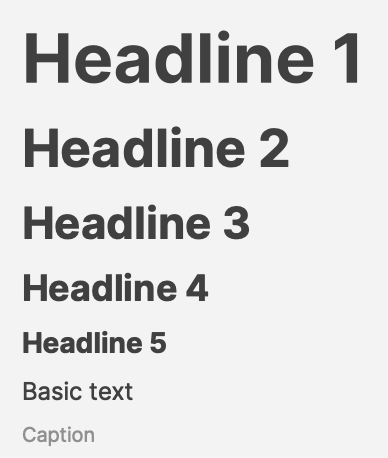 Headline 1
Headline 2
Headline 3
Headline 4
Headline 5
Basic text
Caption